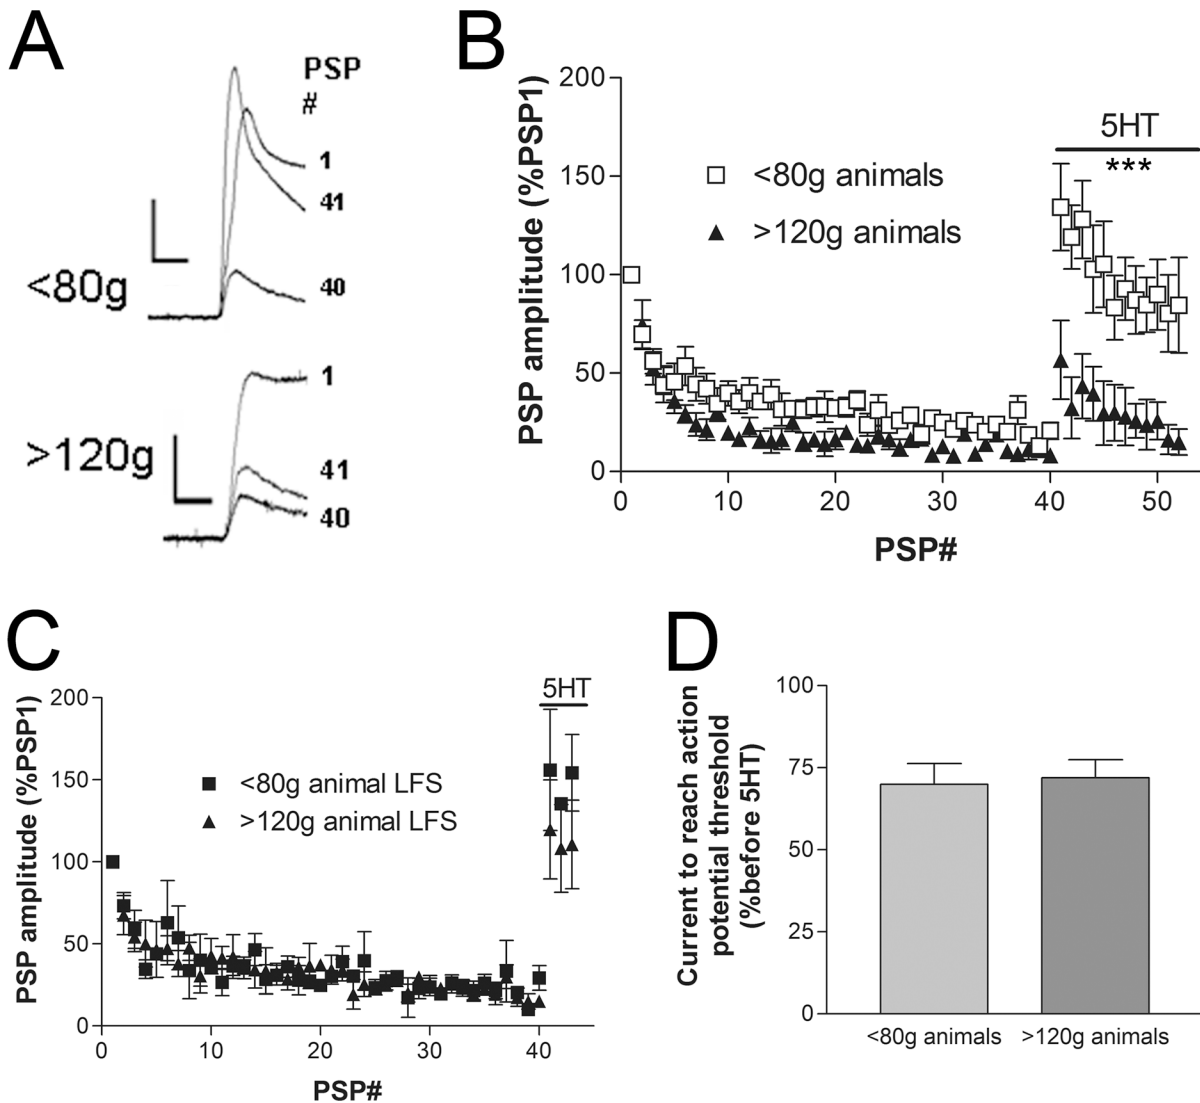 A
PSP
#
1
41
40
<80g
1
41
40
>120g
B
PSP amplitude (%PSP1)
200
150
100
50
0
5HT
***
<80g animals
>120g animals
0 10 20 30 40 50
PSP#
C
PSP amplitude (%PSP1)
200
150
100
50
0
5HT
<80g animal LFS
>120g animal LFS
0 10 20 30 40
PSP#
D
Current to reach action
potential threshold
(%before 5HT)
100
75
50
25
0
<80g animals >120g animals